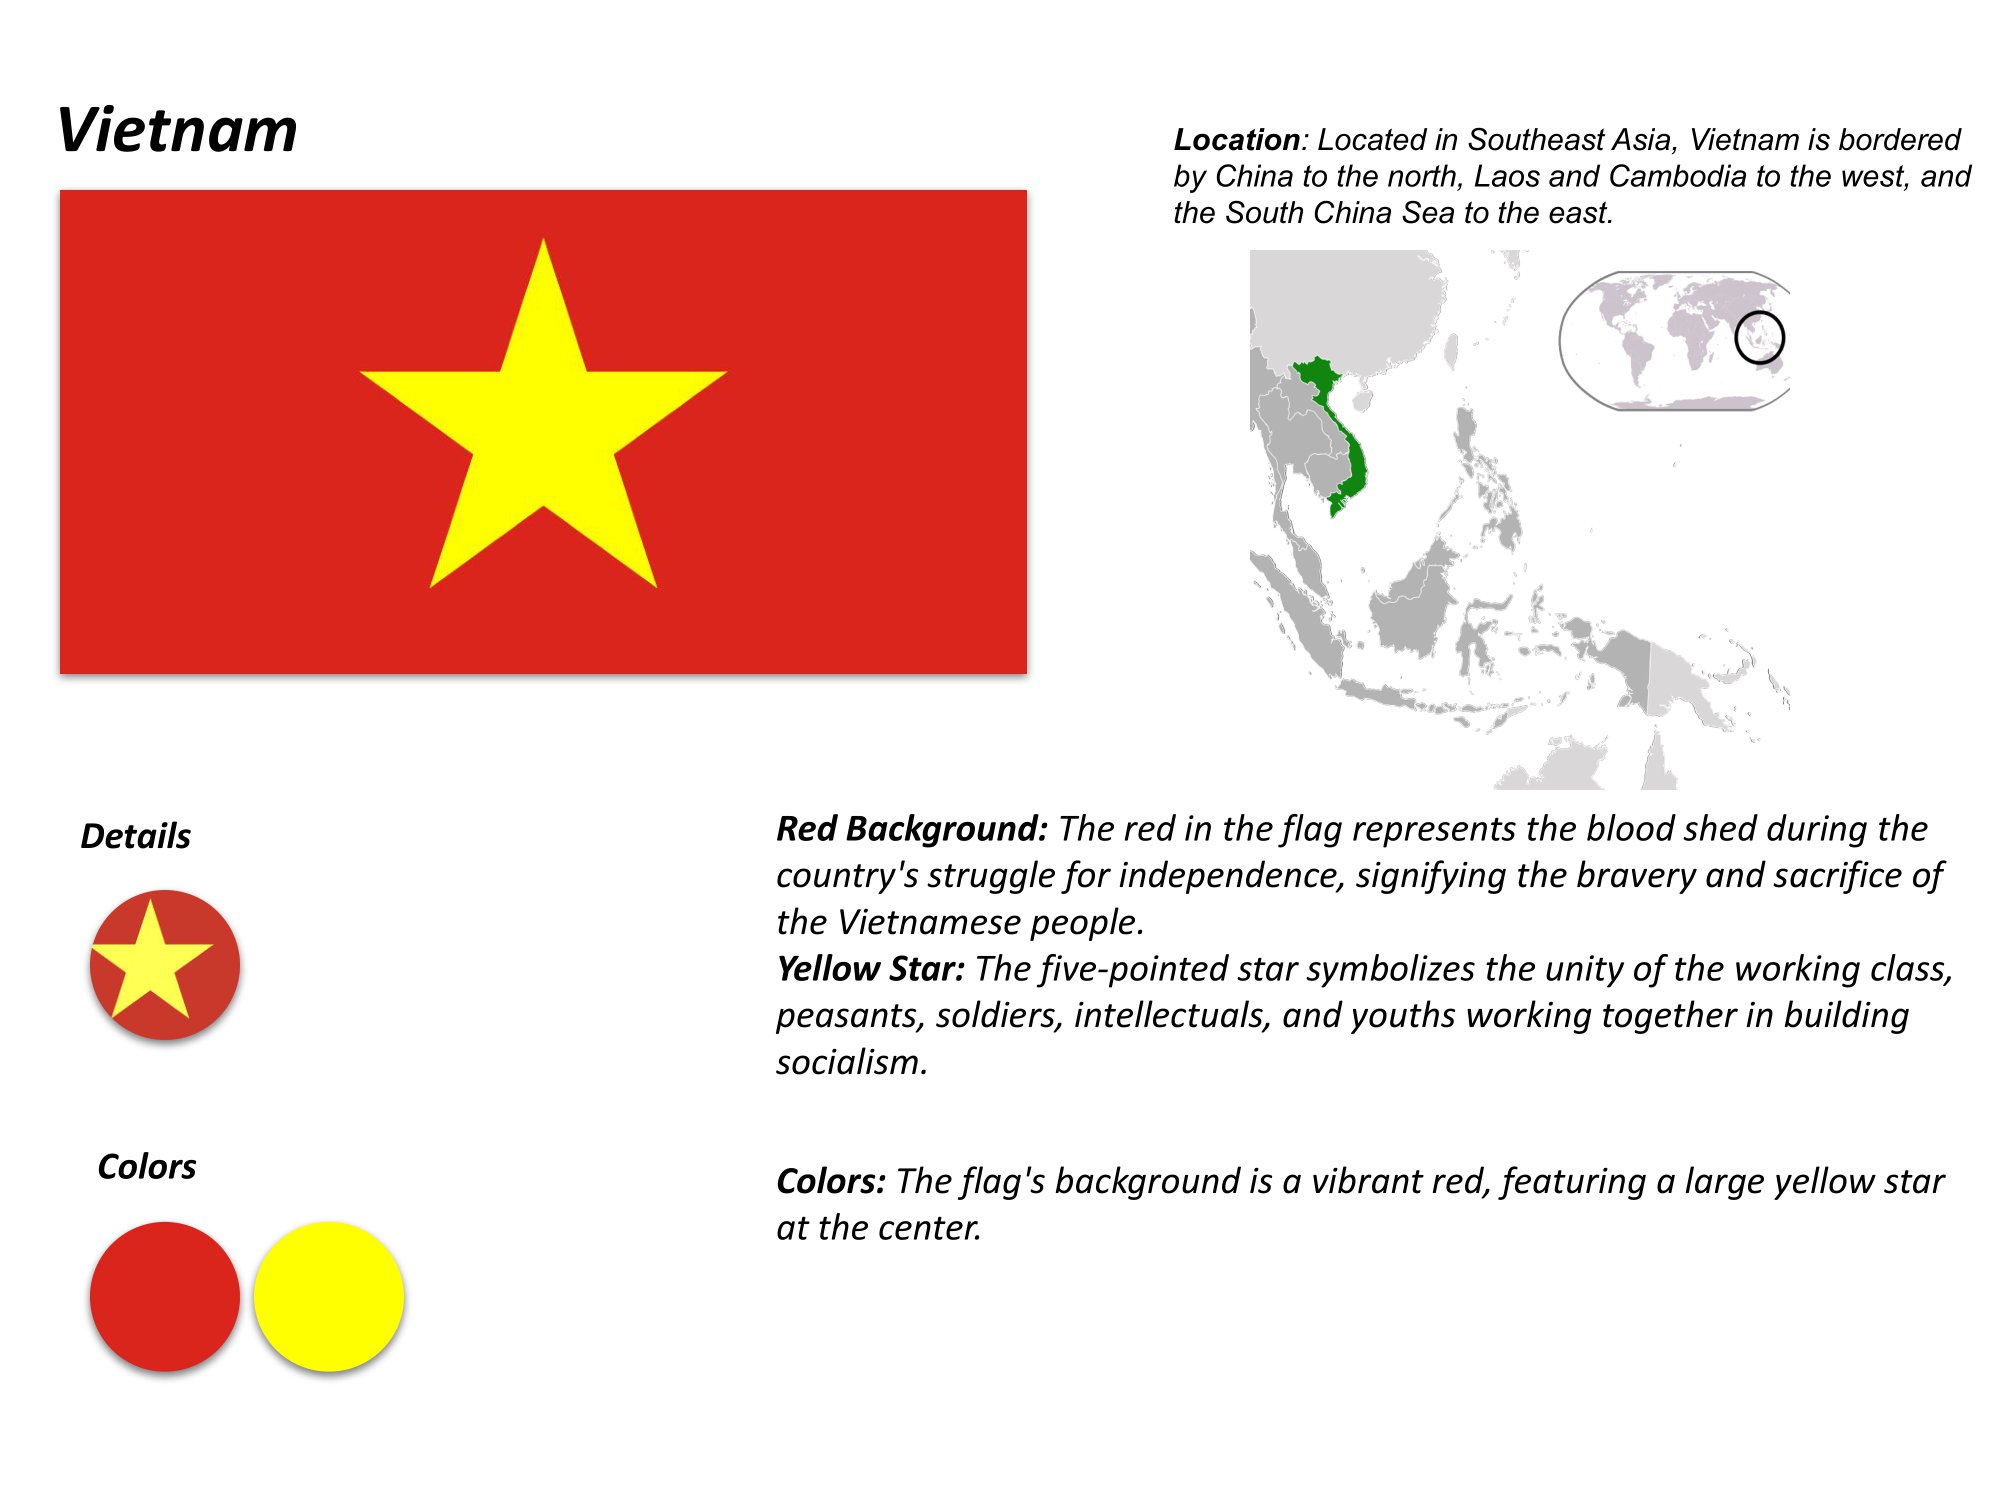 Vietnam
Location: Located in Southeast Asia, Vietnam is bordered
by China to the north, Laos and Cambodia to the west, and
the South China Sea to the east.
Details
Red Background: The red in the flag represents the blood shed during the
country's struggle for independence, signifying the bravery and sacrifice of
the Vietnamese people.
Yellow Star: The five-pointed star symbolizes the unity of the working class,
peasants, soldiers, intellectuals, and youths working together in building
socialism.
Colors
Colors: The flag's background is a vibrant red, featuring a large yellow star
at the center.